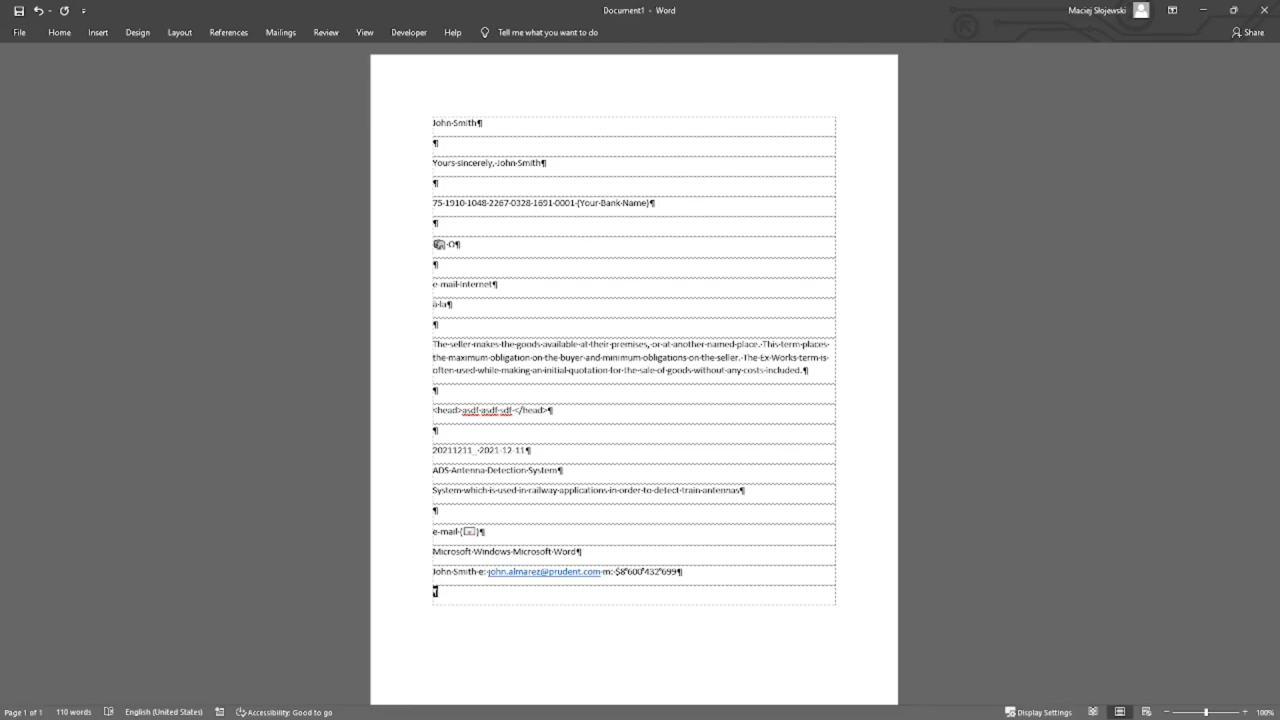 Document1 - Word
Maciej Słojewski
File Home Insert Design Layout References Mailings Review View Developer Help Tell me what you want to do
Share
John·Smith¶
¶
Yours·sincerely,·John·Smith¶
¶
75·1910·1048·2267·0328·1691·0001·(Your·Bank·Name)¶
¶
·Ω¶
¶
e-mail·Internet¶
à·la¶
¶
The·seller·makes·the·goods·available·at·their·premises,·or·at·another·named·place.·This·term·places·
the·maximum·obligation·on·the·buyer·and·minimum·obligations·on·the·seller.·The·Ex·Works·term·is·
often·used·while·making·an·initial·quotation·for·the·sale·of·goods·without·any·costs·included.¶
¶
<head>asdf·asdf·sdf·</head>¶
¶
20211211_·2021-12-11¶
ADS·Antenna·Detection·System¶
System·which·is·used·in·railway·applications·in·order·to·detect·train·antennas¶
¶
e-mail·()¶
Microsoft·Windows·Microsoft·Word¶
John·Smith·e:·john.almarez@prudent.com·m:·$8°600°432°699¶
¶
Page 1 of 1 110 words English (United States) Accessibility: Good to go Display Settings 100%